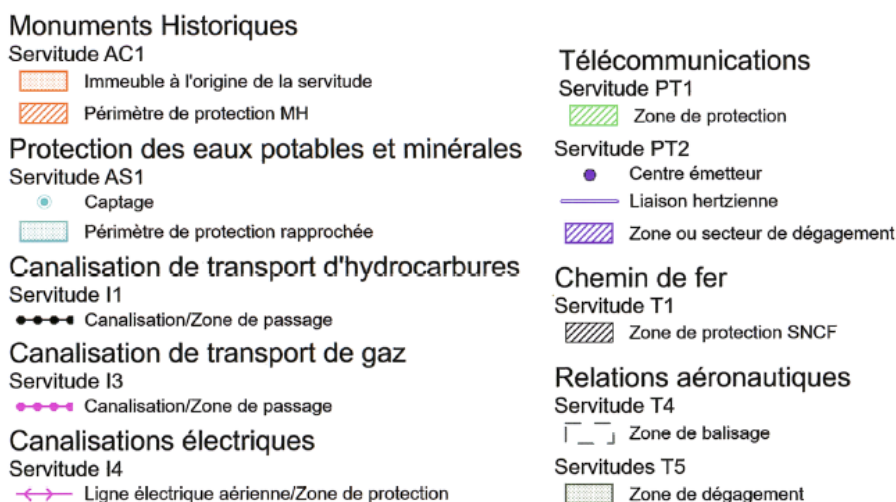 Monuments Historiques
Servitude AC1
Immeuble à l'origine de la servitude
Périmètre de protection MH
Protection des eaux potables et minérales
Servitude AS1
Captage
Périmètre de protection rapprochée
Canalisation de transport d'hydrocarbures
Servitude I1
Canalisation/Zone de passage
Canalisation de transport de gaz
Servitude I3
Canalisation/Zone de passage
Canalisations électriques
Servitude I4
Ligne électrique aérienne/Zone de protection
Télécommunications
Servitude PT1
Zone de protection
Servitude PT2
Centre émetteur
Liaison hertzienne
Zone ou secteur de dégagement
Chemin de fer
Servitude T1
Zone de protection SNCF
Relations aéronautiques
Servitude T4
Zone de balisage
Servitudes T5
Zone de dégagement